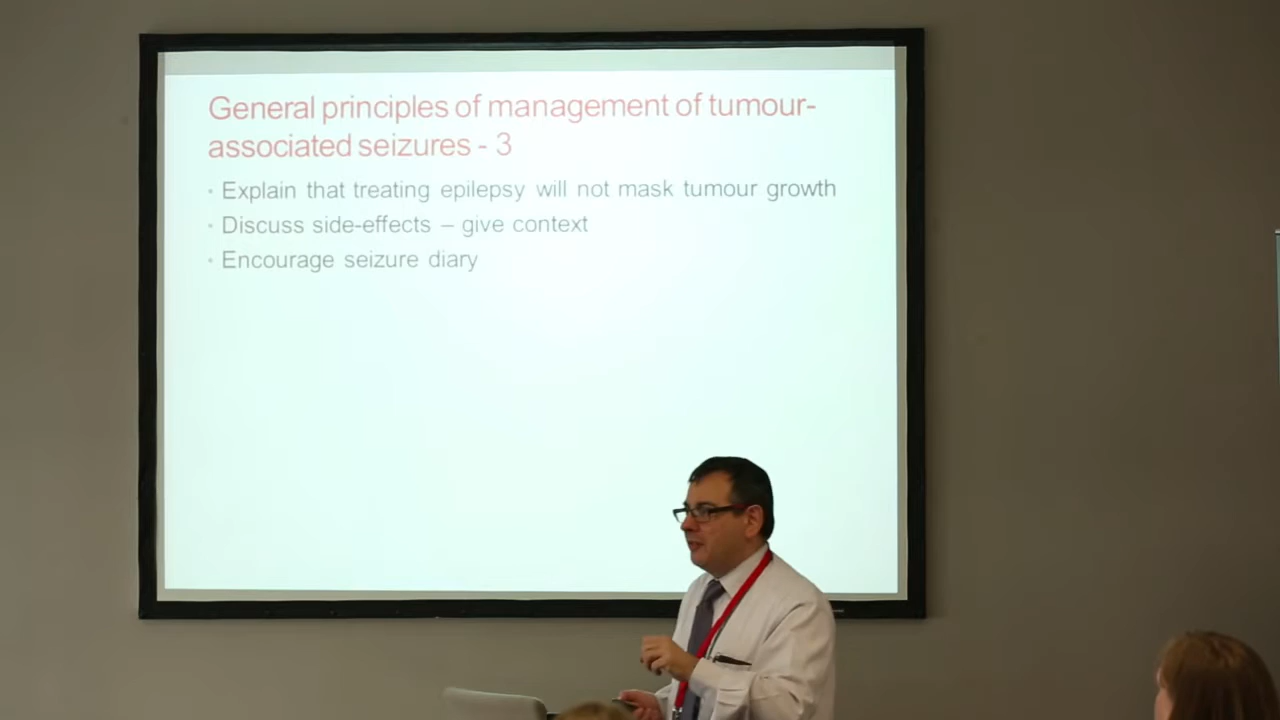 General principles of management of tumour-
associated seizures - 3
• Explain that treating epilepsy will not mask tumour growth
• Discuss side-effects – give context
• Encourage seizure diary